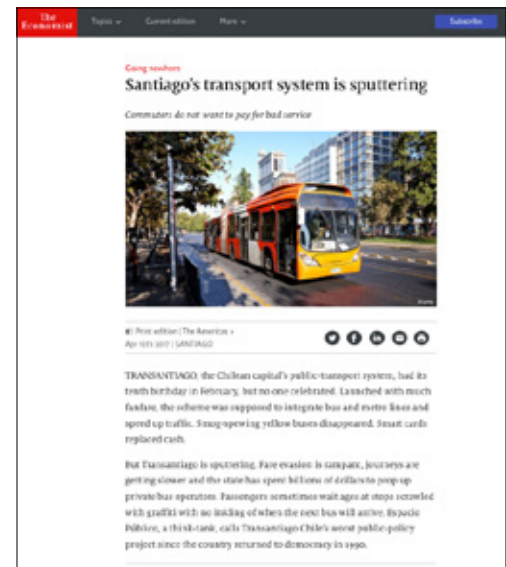 The
Economist
Topics
Current edition
More
Subscribe
Going nowhere
Santiago's transport system is sputtering
Commuters do not want to pay for bad service
Print edition | The Americas
Apr 12th 2017 | SANTIAGO
TRANSANTIAGO, the Chilean capital's public-transport system, had its
tenth birthday in February, but no one celebrated. Launched with much
fanfare, the scheme was supposed to integrate bus and metro lines and
speed up traffic. Smog-spewing yellow buses disappeared. Smart cards
replaced cash.
But Transantiago is sputtering. Fare evasion is rampant, journeys are
getting slower and the state has spent billions of dollars to prop up
private bus operators. Passengers sometimes wait ages at stops scrawled
with graffiti with no inkling of when the next bus will arrive. Espacio
Público, a think-tank, calls Transantiago Chile's worst public-policy
project since the country returned to democracy in 1990.